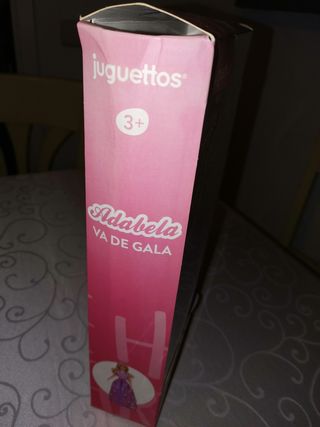 juguettos
3+
Adabela
VA DE GALA